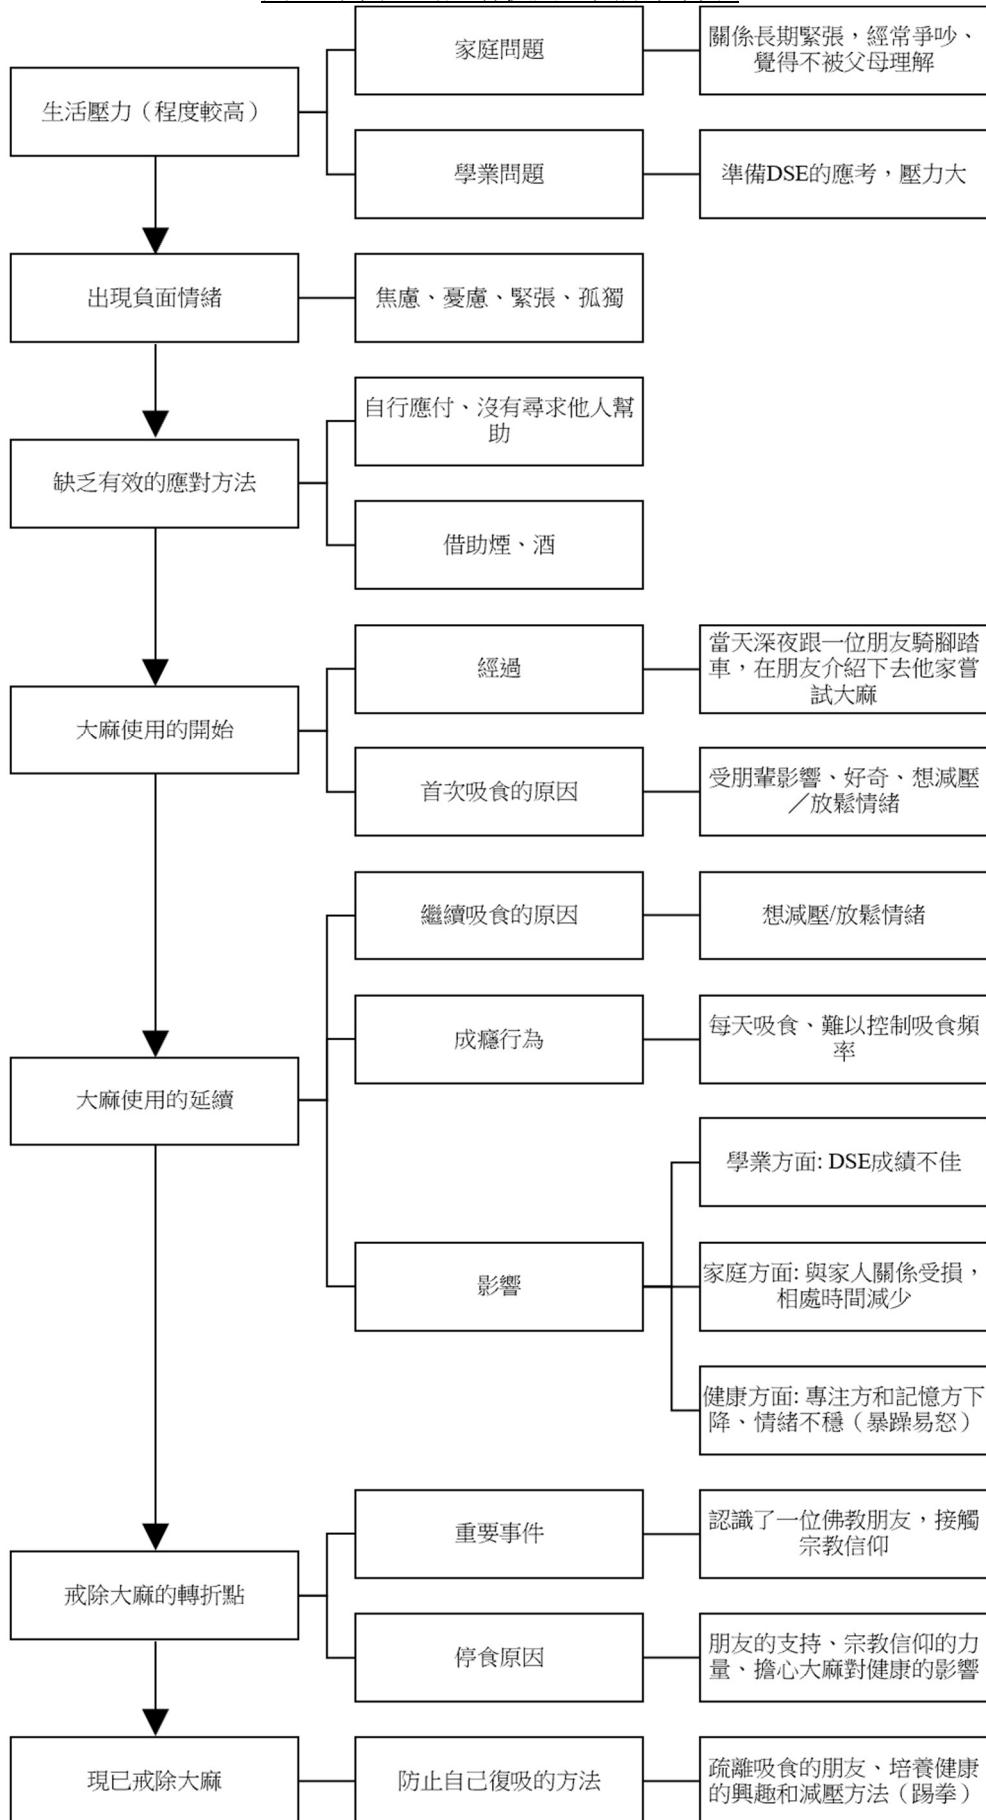 家庭問題
關係長期緊張，經常爭吵、
覺得不被父母理解
生活壓力（程度較高）
學業問題
準備DSE的應考，壓力大
出現負面情緒
焦慮、憂慮、緊張、孤獨
自行應付、沒有尋求他人幫
助
缺乏有效的應對方法
借助煙、酒
經過
當天深夜跟一位朋友騎腳踏
車，在朋友介紹下去他家嘗
試大麻
大麻使用的開始
首次吸食的原因
受朋輩影響、好奇、想減壓
／放鬆情緒
繼續吸食的原因
想減壓/放鬆情緒
成癮行為
每天吸食、難以控制吸食頻
率
大麻使用的延續
學業方面: DSE成績不佳
影響
家庭方面: 與家人關係受損，
相處時間減少
健康方面: 專注方和記憶方下
降、情緒不穩（暴躁易怒）
重要事件
認識了一位佛教朋友，接觸
宗教信仰
戒除大麻的轉折點
停食原因
朋友的支持、宗教信仰的力
量、擔心大麻對健康的影響
現已戒除大麻
防止自己復吸的方法
疏離吸食的朋友、培養健康
的興趣和減壓方法（踢拳）